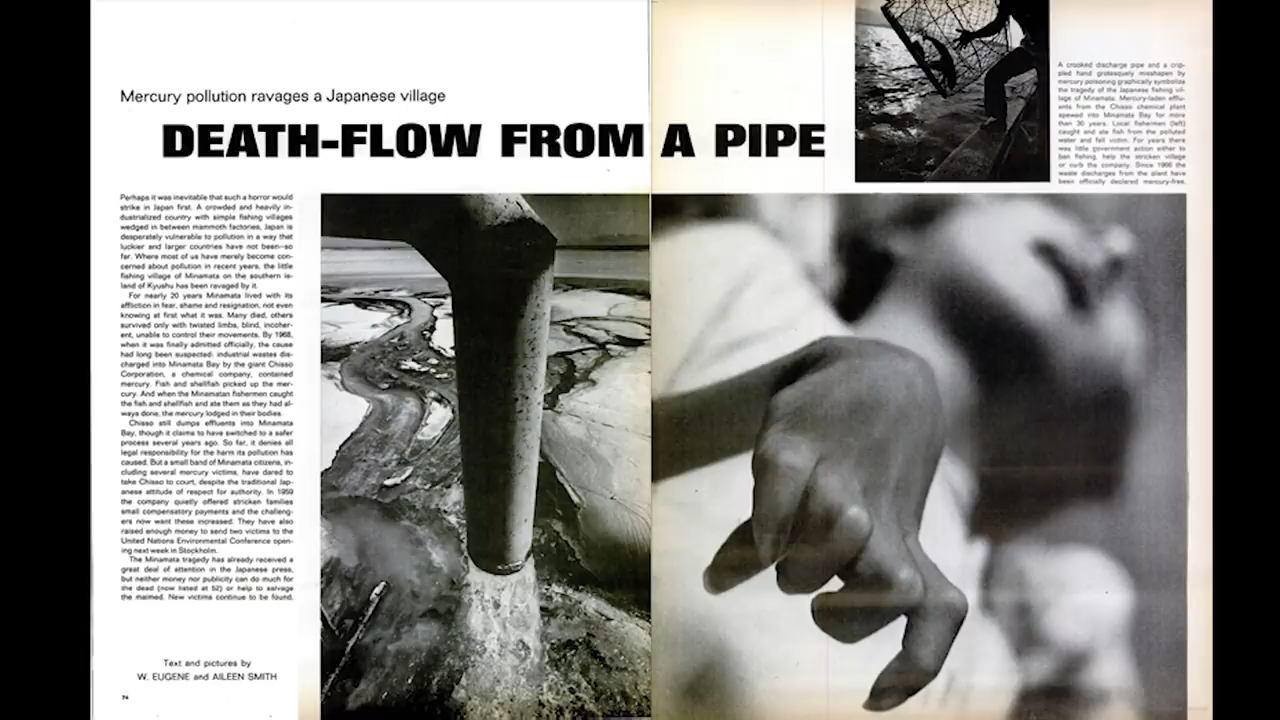 Mercury pollution ravages a Japanese village
DEATH-FLOW FROM A PIPE
A crooked discharge pipe and a crip-
pled hand grotesquely misshapen by
mercury poisoning graphically symbolize
the tragedy of the Japanese fishing vil-
lage of Minamata. Mercury-laden efflu-
ents from the Chisso chemical plant
spewed into Minamata Bay for more
than 30 years. Local fishermen (left)
caught and ate fish from the polluted
water and fell victim. For years there
was little government action either to
ban fishing, help the stricken village
or curb the company. Since 1966 the
waste discharges from the plant have
been officially declared mercury-free.
Perhaps it was inevitable that such a horror would
strike in Japan first. A crowded and heavily in-
dustrialized country with simple fishing villages
wedged in between mammoth factories, Japan is
desperately vulnerable to pollution in a way that
luckier and larger countries have not been—so
far. Where most of us have merely become con-
cerned about pollution in recent years, the little
fishing village of Minamata on the southern is-
land of Kyushu has been ravaged by it.
For nearly 20 years Minamata lived with its
affliction in fear, shame and resignation, not even
knowing at first what it was. Many died, others
survived only with twisted limbs, blind, incoher-
ent, unable to control their movements. By 1968,
when it was finally admitted officially, the cause
had long been suspected: industrial wastes dis-
charged into Minamata Bay by the giant Chisso
Corporation, a chemical company, contained
mercury. Fish and shellfish picked up the mer-
cury. And when the Minamatan fishermen caught
the fish and shellfish and ate them as they had al-
ways done, the mercury lodged in their bodies.
Chisso still dumps effluents into Minamata
Bay, though it claims to have switched to a safer
process several years ago. So far, it denies all
legal responsibility for the harm its pollution has
caused. But a small band of Minamata citizens, in-
cluding several mercury victims, have dared to
take Chisso to court, despite the traditional Jap-
anese attitude of respect for authority. In 1959
the company quietly offered stricken families
small compensatory payments and the challeng-
ers now want these increased. They have also
raised enough money to send two victims to the
United Nations Environmental Conference open-
ing next week in Stockholm.
The Minamata tragedy has already received a
great deal of attention in the Japanese press,
but neither money nor publicity can do much for
the dead (now listed at 52) or help to salvage
the maimed. New victims continue to be found.
Text and pictures by
W. EUGENE and AILEEN SMITH
74